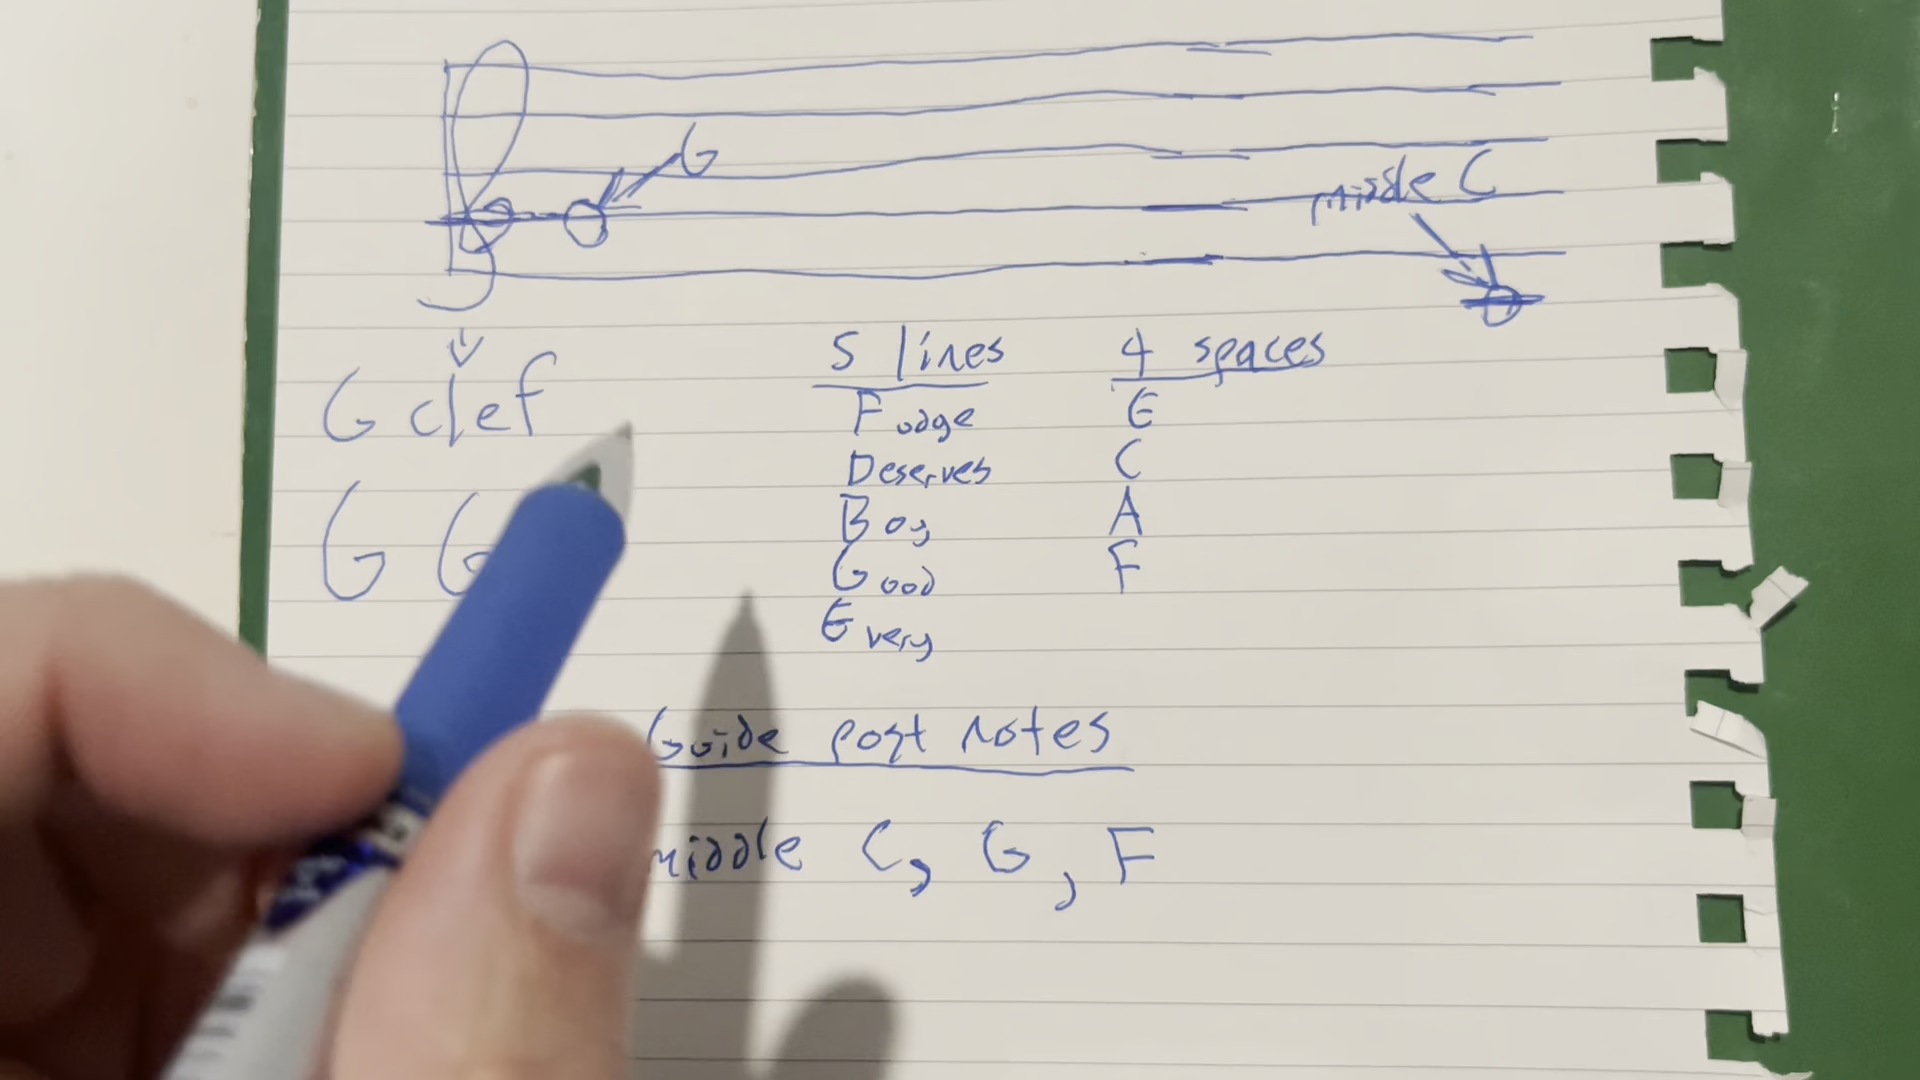 G
middle C
5 lines 4 spaces
G clef
Fudge E
Deserves C
Boy A
G G
Good F
Every
Guide post notes
middle C, G, F